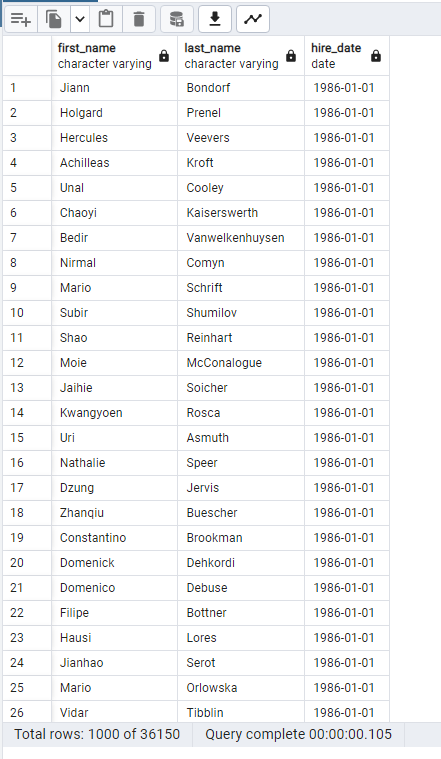 first_name last_name hire_date
character varying character varying date
1 Jiann Bondorf 1986-01-01
2 Holgard Prenel 1986-01-01
3 Hercules Veevers 1986-01-01
4 Achilleas Kroft 1986-01-01
5 Unal Cooley 1986-01-01
6 Chaoyi Kaiserswerth 1986-01-01
7 Bedir Vanwelkenhuysen 1986-01-01
8 Nirmal Comyn 1986-01-01
9 Mario Schrift 1986-01-01
10 Subir Shumilov 1986-01-01
11 Shao Reinhart 1986-01-01
12 Moie McConalogue 1986-01-01
13 Jaihie Soicher 1986-01-01
14 Kwangyoen Rosca 1986-01-01
15 Uri Asmuth 1986-01-01
16 Nathalie Speer 1986-01-01
17 Dzung Jervis 1986-01-01
18 Zhanqiu Buescher 1986-01-01
19 Constantino Brookman 1986-01-01
20 Domenick Dehkordi 1986-01-01
21 Domenico Debuse 1986-01-01
22 Filipe Bottner 1986-01-01
23 Hausi Lores 1986-01-01
24 Jianhao Serot 1986-01-01
25 Mario Orlowska 1986-01-01
26 Vidar Tibblin 1986-01-01
Total rows: 1000 of 36150 Query complete 00:00:00.105